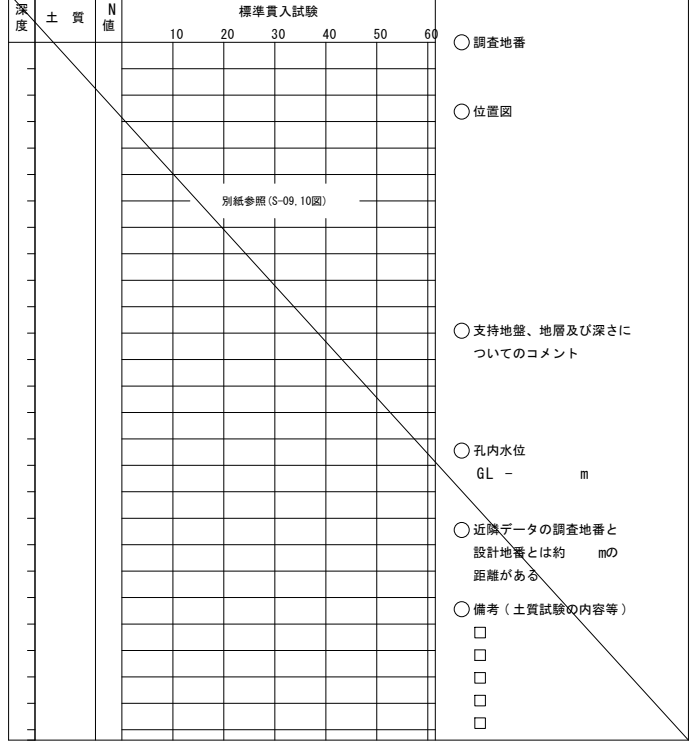 深度
土 質
N値
標準貫入試験
10 20 30 40 50 60
別紙参照(S-09,10図)
○調査地番
○位置図
○支持地盤、地層及び深さに
ついてのコメント
○孔内水位
GL － m
○近隣データの調査地番と
設計地番とは約 mの
距離がある
○備考(土質試験の内容等)
□
□
□
□
□